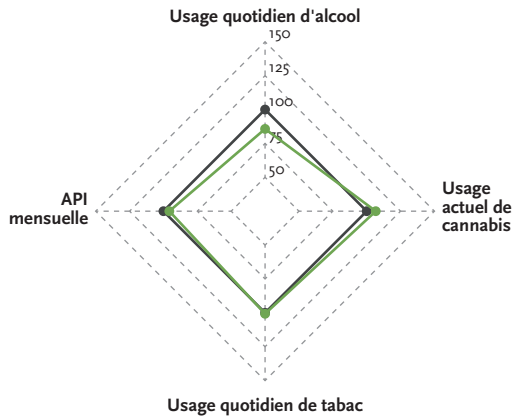 Usage quotidien d'alcool
150
125
100
75
50
API
mensuelle
Usage
actuel de
cannabis
Usage quotidien de tabac